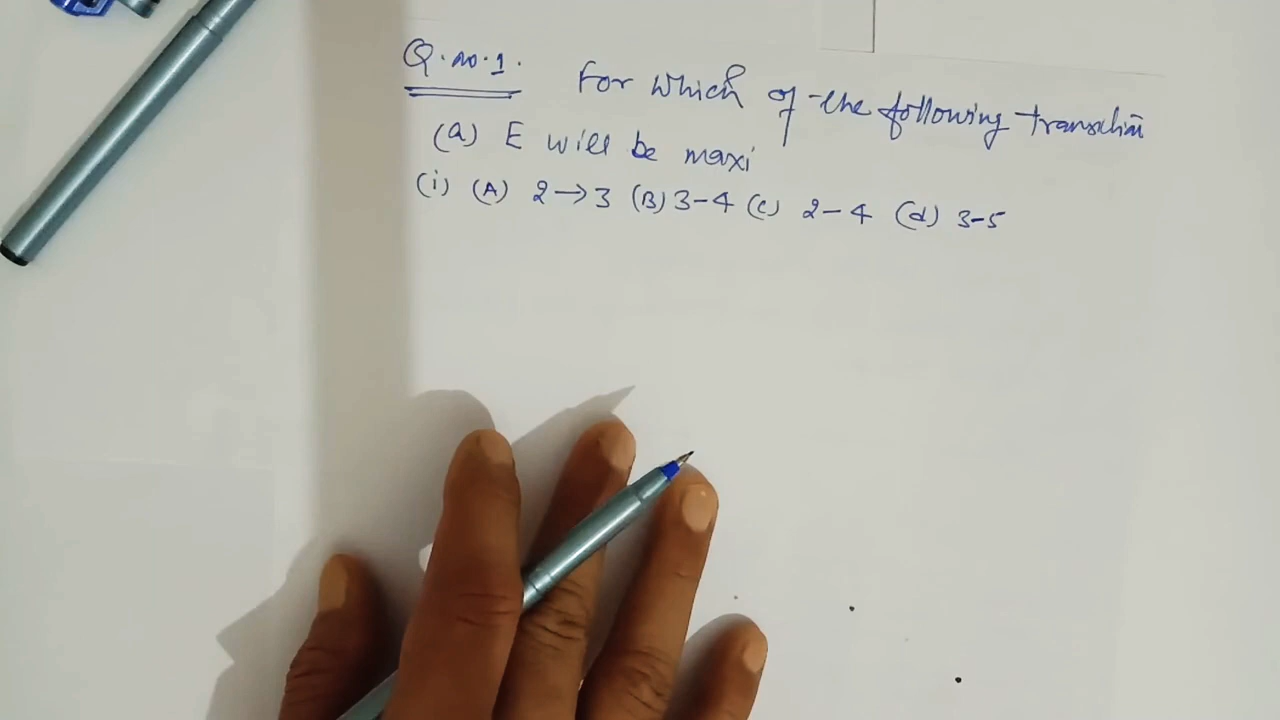 Q.no.1. For which of the following transition
(a) E will be maxi
(i) (A) 2→3 (B) 3-4 (c) 2-4 (d) 3-5